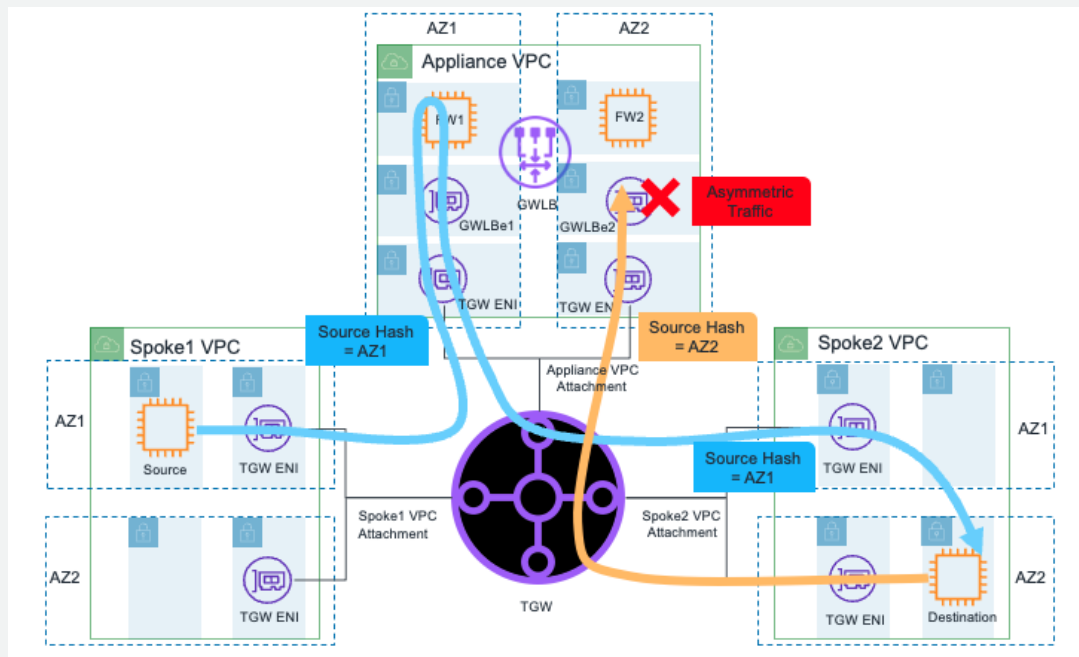 AZ1
AZ2
Appliance VPC
FW1
FW2
GWLB
GWLBe1
GWLBe2
Asymmetric
Traffic
TGW ENI
TGW ENI
Source Hash
= AZ1
Source Hash
= AZ2
Appliance VPC
Attachment
Spoke1 VPC
AZ1
Source
TGW ENI
Spoke1 VPC
Attachment
AZ2
TGW ENI
TGW
Spoke2 VPC
Attachment
Source Hash
= AZ1
Spoke2 VPC
TGW ENI
AZ1
TGW ENI
Destination
AZ2